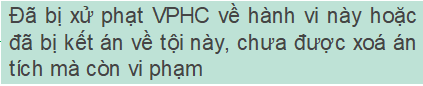 Đã bị xử phạt VPHC về hành vi này hoặc
đã bị kết án về tội này, chưa được xoá án
tích mà còn vi phạm